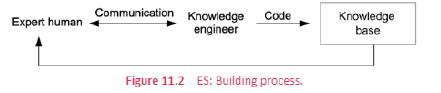 Communication
Code
Expert human
Knowledge
engineer
Knowledge
base
Figure 11.2 ES: Building process.